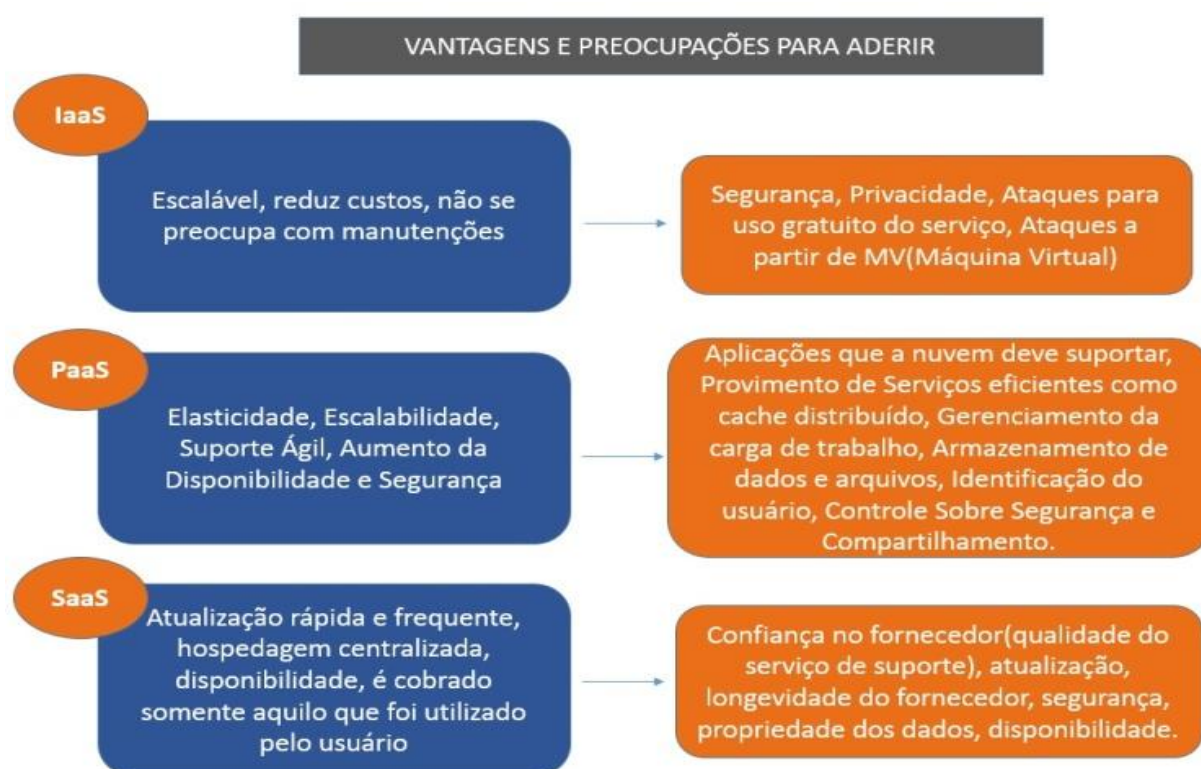 VANTAGENS E PREOCUPAÇÕES PARA ADERIR
IaaS
Escalável, reduz custos, não se
preocupa com manutenções
Segurança, Privacidade, Ataques para
uso gratuito do serviço, Ataques a
partir de MV(Máquina Virtual)
PaaS
Elasticidade, Escalabilidade,
Suporte Ágil, Aumento da
Disponibilidade e Segurança
Aplicações que a nuvem deve suportar,
Provimento de Serviços eficientes como
cache distribuído, Gerenciamento da
carga de trabalho, Armazenamento de
dados e arquivos, Identificação do
usuário, Controle Sobre Segurança e
Compartilhamento.
SaaS
Atualização rápida e frequente,
hospedagem centralizada,
disponibilidade, é cobrado
somente aquilo que foi utilizado
pelo usuário
Confiança no fornecedor(qualidade do
serviço de suporte), atualização,
longevidade do fornecedor, segurança,
propriedade dos dados, disponibilidade.